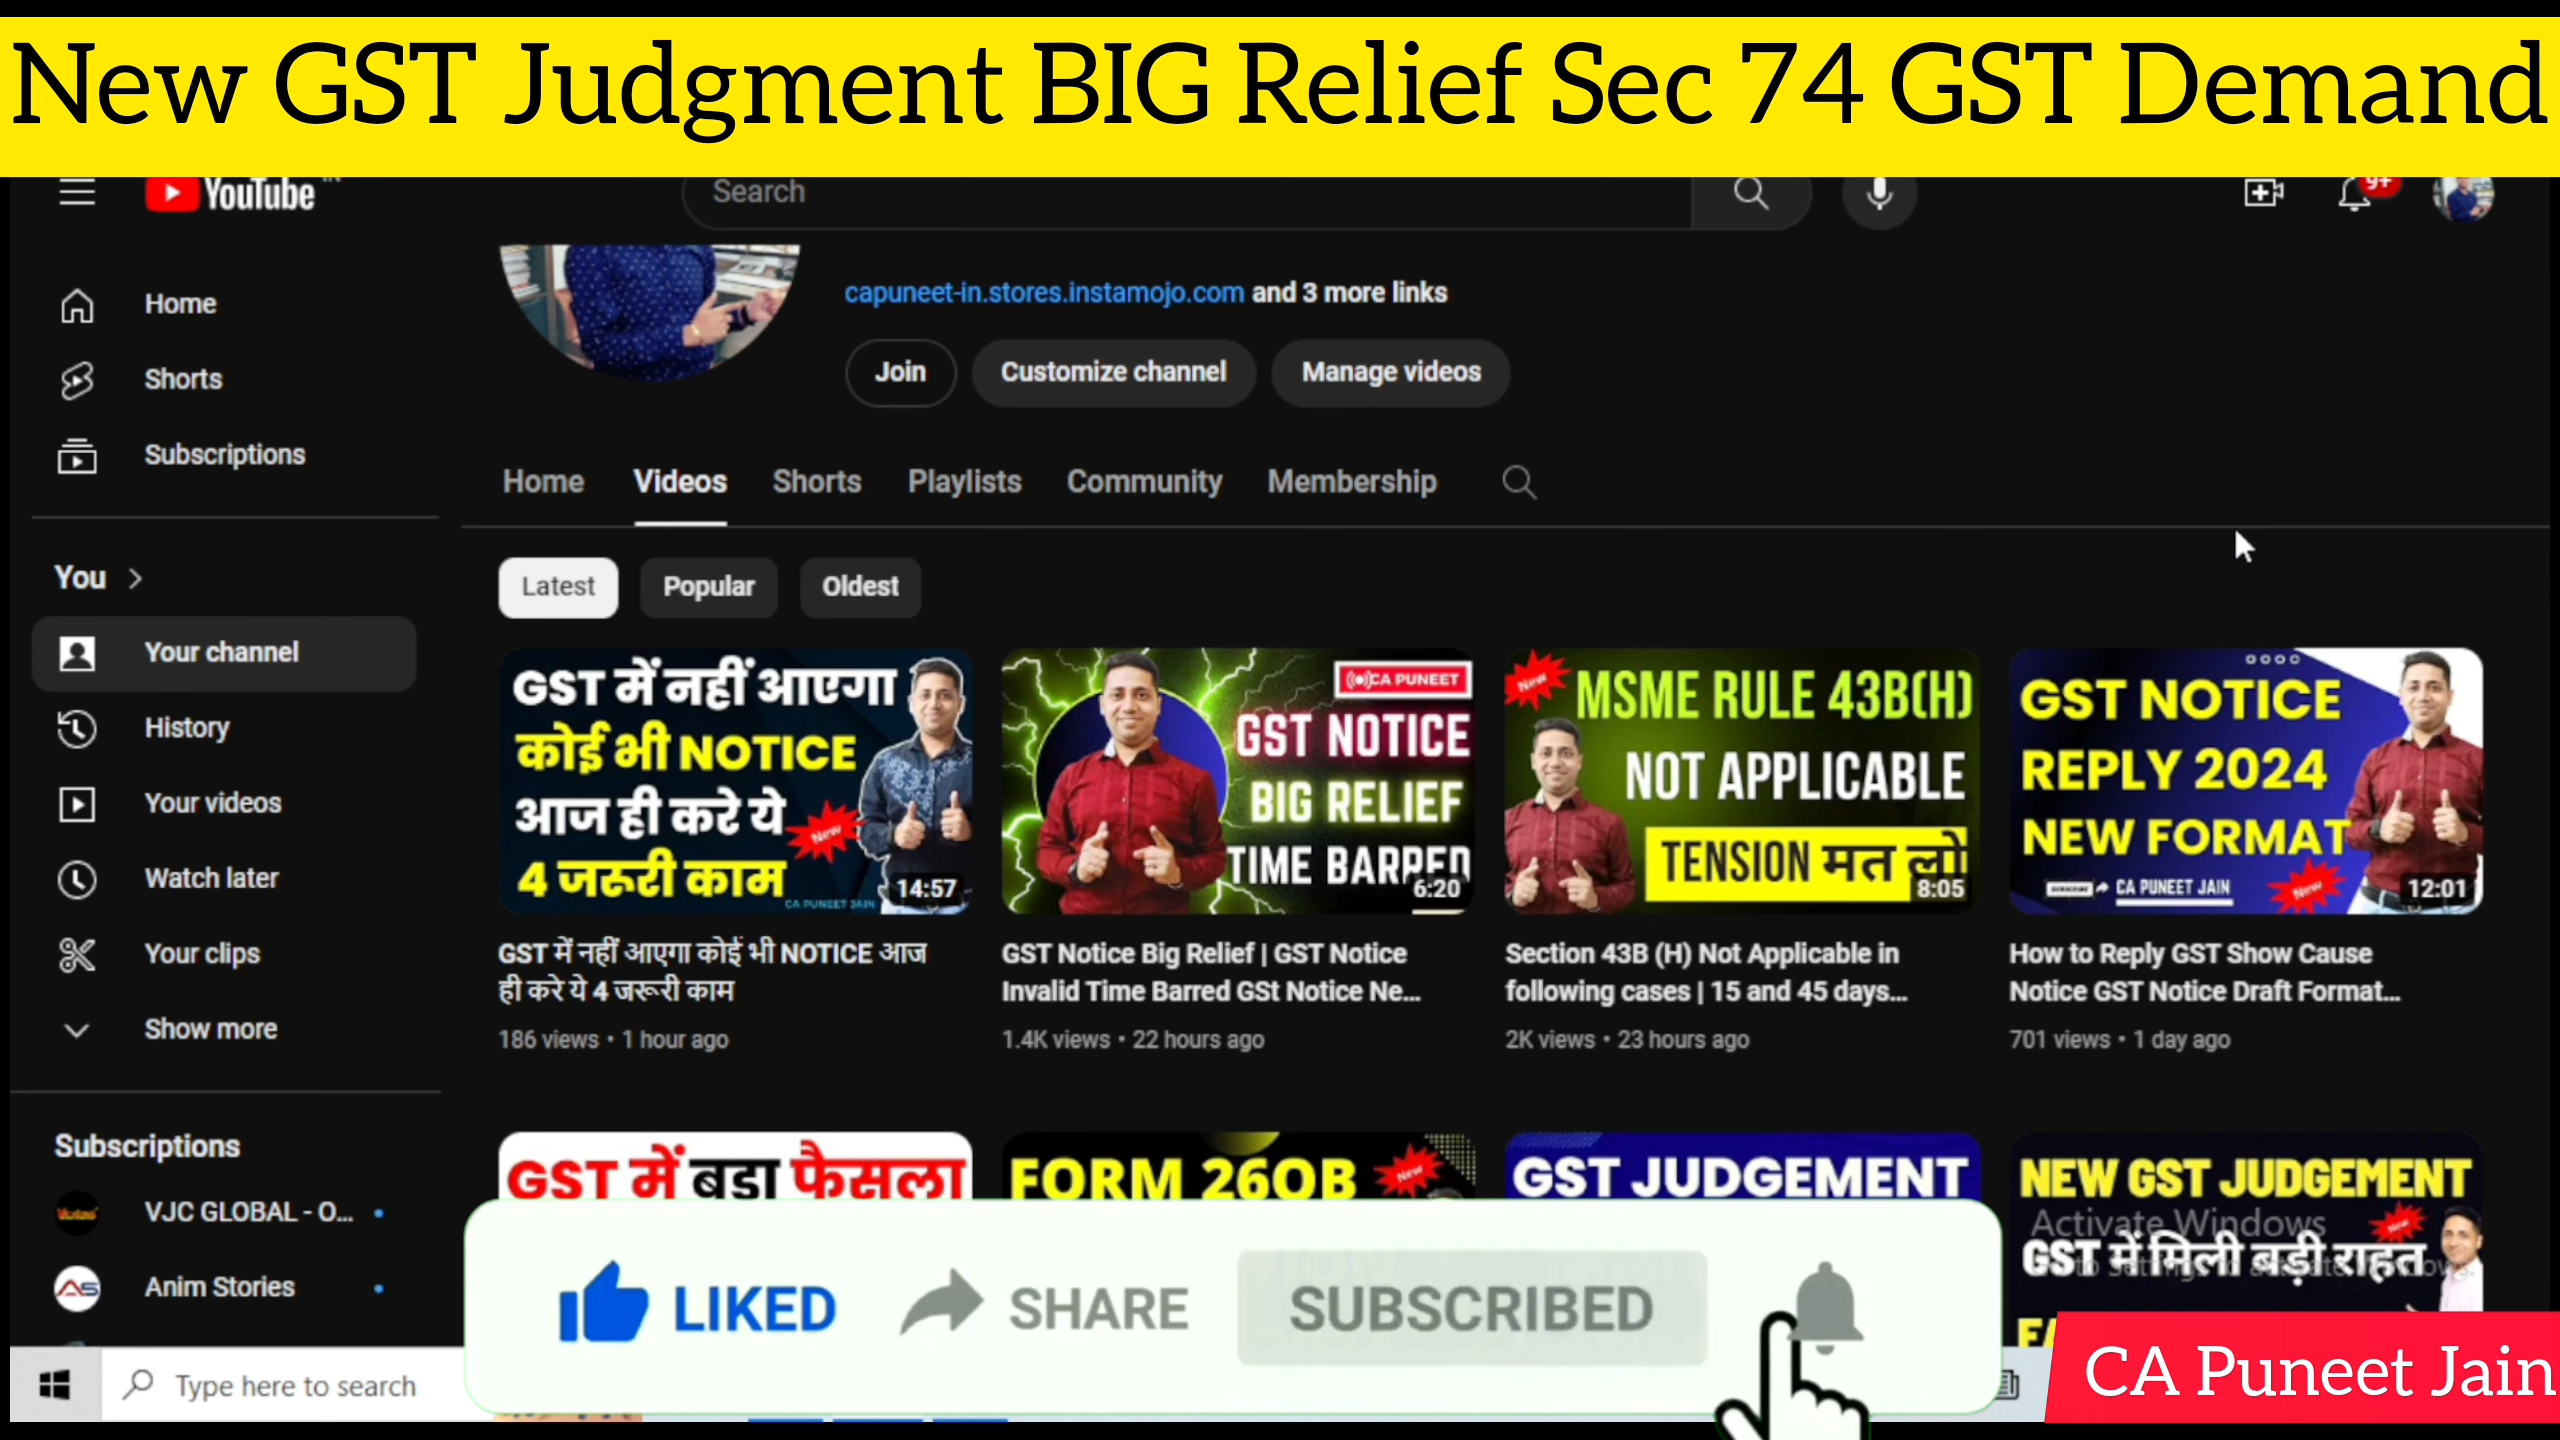 New GST Judgment BIG Relief Sec 74 GST Demand
YouTube
Search
9+
Home
Shorts
Subscriptions
You
Your channel
History
Your videos
Watch later
Your clips
Show more
Subscriptions
VJC GLOBAL - O...
Anim Stories
capuneet-in.stores.instamojo.com and 3 more links
Join
Customize channel
Manage videos
Home
Videos
Shorts
Playlists
Community
Membership
Latest
Popular
Oldest
GST में नहीं आएगा
कोई भी NOTICE
आज ही करे ये
New
4 जरूरी काम
CA PUNEET JAIN
14:57
GST में नहीं आएगा कोई भी NOTICE आज
ही करे ये 4 जरूरी काम
186 views • 1 hour ago
CA PUNEET
GST NOTICE
BIG RELIEF
TIME BARRED
6:20
GST Notice Big Relief | GST Notice
Invalid Time Barred GSt Notice Ne...
1.4K views • 22 hours ago
New
MSME RULE 43B(H)
NOT APPLICABLE
TENSION मत लो
8:05
Section 43B (H) Not Applicable in
following cases | 15 and 45 days...
2K views • 23 hours ago
GST NOTICE
REPLY 2024
NEW FORMAT
CA PUNEET JAIN
New
12:01
How to Reply GST Show Cause
Notice GST Notice Draft Format...
701 views • 1 day ago
GST में बड़ा फैसला
FORM 26QB
New
GST JUDGEMENT
NEW GST JUDGEMENT
Activate Windows
New
GST में मिली बड़ी राहत
LIKED
SHARE
SUBSCRIBED
Type here to search
CA Puneet Jain